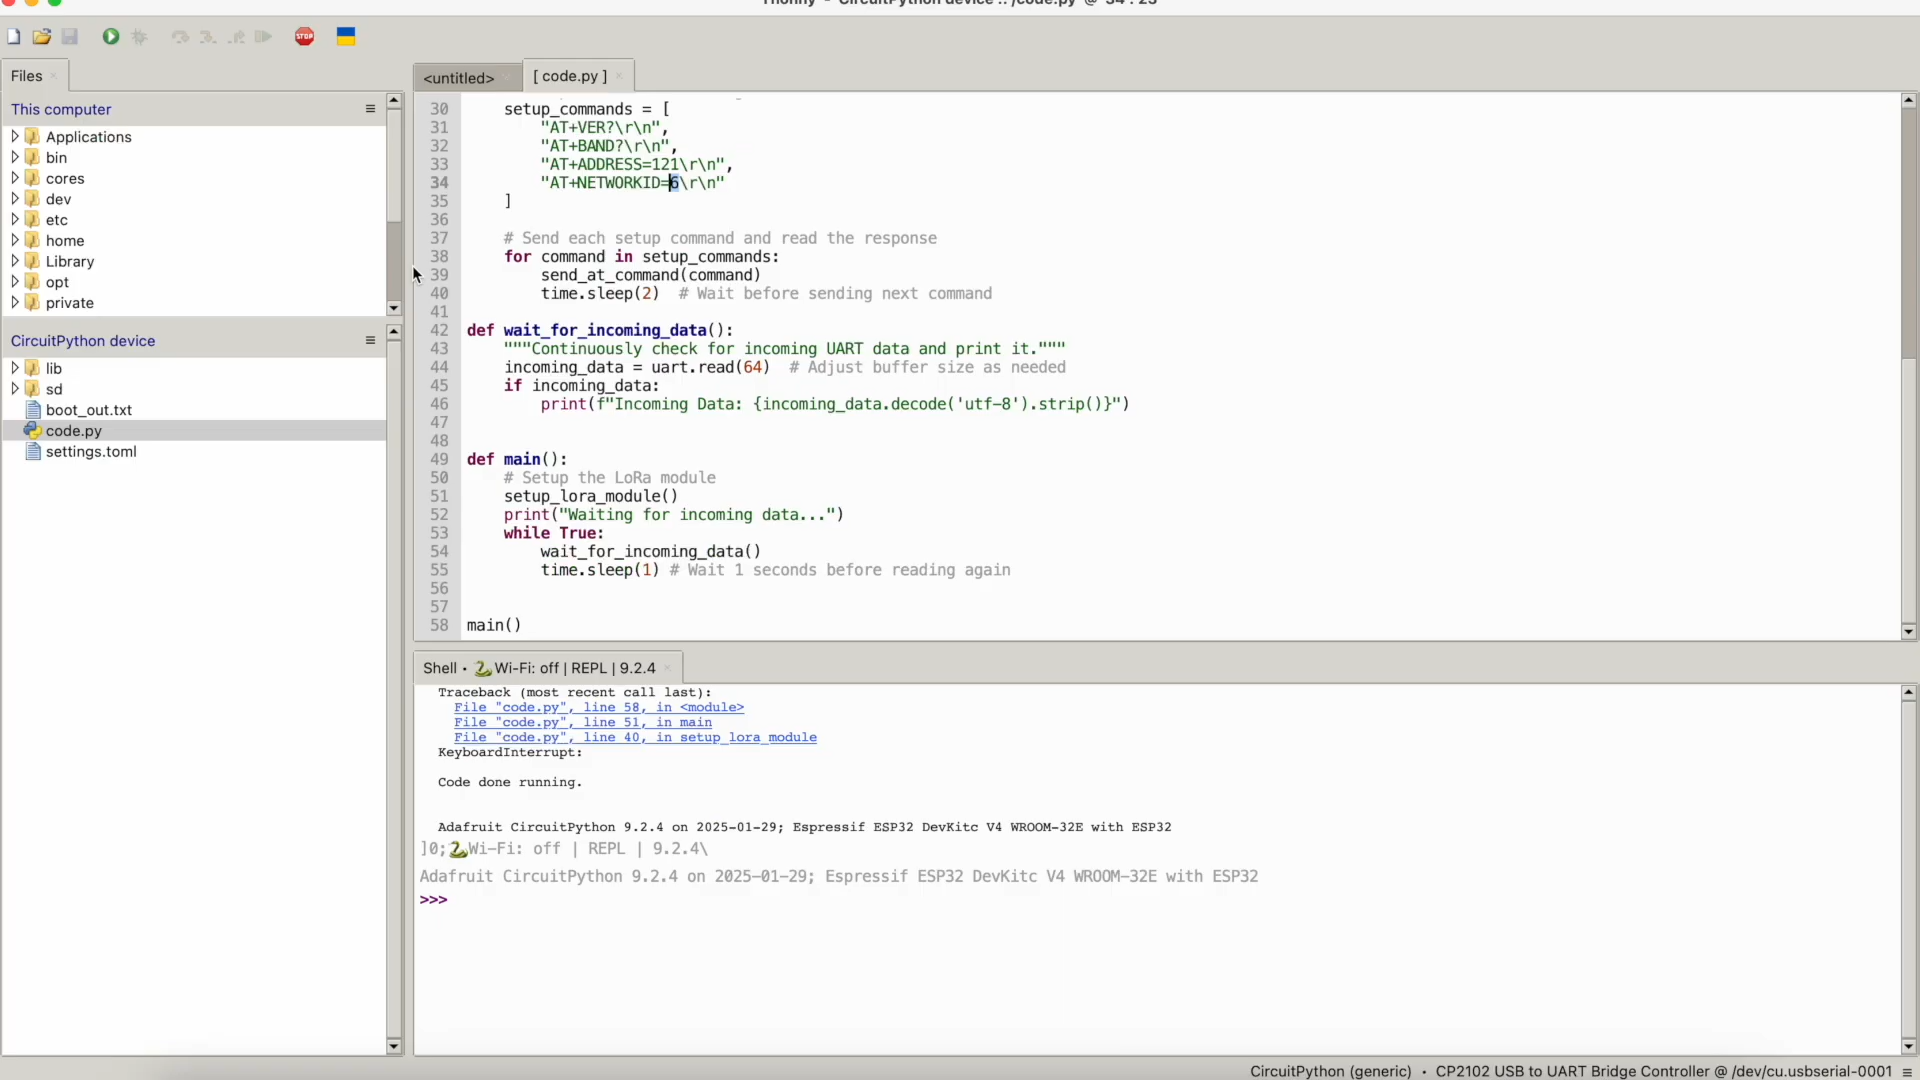 Thonny - CircuitPython device :: /code.py @ 34 : 23
STOP
Files
This computer
Applications
bin
cores
dev
etc
home
Library
opt
private
CircuitPython device
lib
sd
boot_out.txt
code.py
settings.toml
<untitled>
[ code.py ]
30 setup_commands = [
31 "AT+VER?\r\n",
32 "AT+BAND?\r\n",
33 "AT+ADDRESS=121\r\n",
34 "AT+NETWORKID=6\r\n"
35 ]
36
37 # Send each setup command and read the response
38 for command in setup_commands:
39 send_at_command(command)
40 time.sleep(2)  # Wait before sending next command
41
42 def wait_for_incoming_data():
43 """Continuously check for incoming UART data and print it."""
44 incoming_data = uart.read(64)  # Adjust buffer size as needed
45 if incoming_data:
46 print(f"Incoming Data: {incoming_data.decode('utf-8').strip()}")
47
48
49 def main():
50 # Setup the LoRa module
51 setup_lora_module()
52 print("Waiting for incoming data...")
53 while True:
54 wait_for_incoming_data()
55 time.sleep(1) # Wait 1 seconds before reading again
56
57
58 main()
Shell • 🐍Wi-Fi: off | REPL | 9.2.4
Traceback (most recent call last):
File "code.py", line 58, in <module>
File "code.py", line 51, in main
File "code.py", line 40, in setup_lora_module
KeyboardInterrupt:
Code done running.
Adafruit CircuitPython 9.2.4 on 2025-01-29; Espressif ESP32 DevKitc V4 WROOM-32E with ESP32
]0;🐍Wi-Fi: off | REPL | 9.2.4\
Adafruit CircuitPython 9.2.4 on 2025-01-29; Espressif ESP32 DevKitc V4 WROOM-32E with ESP32
>>>
CircuitPython (generic) • CP2102 USB to UART Bridge Controller @ /dev/cu.usbserial-0001 ≡